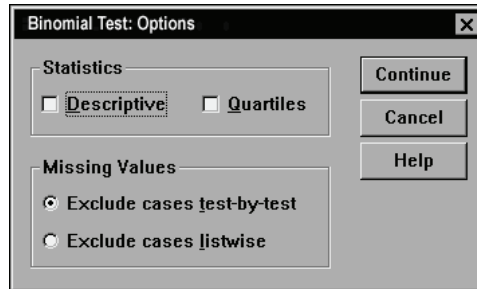 Binomial Test: Options
Statistics
Descriptive Quartiles
Continue
Cancel
Help
Missing Values
Exclude cases test-by-test
Exclude cases listwise